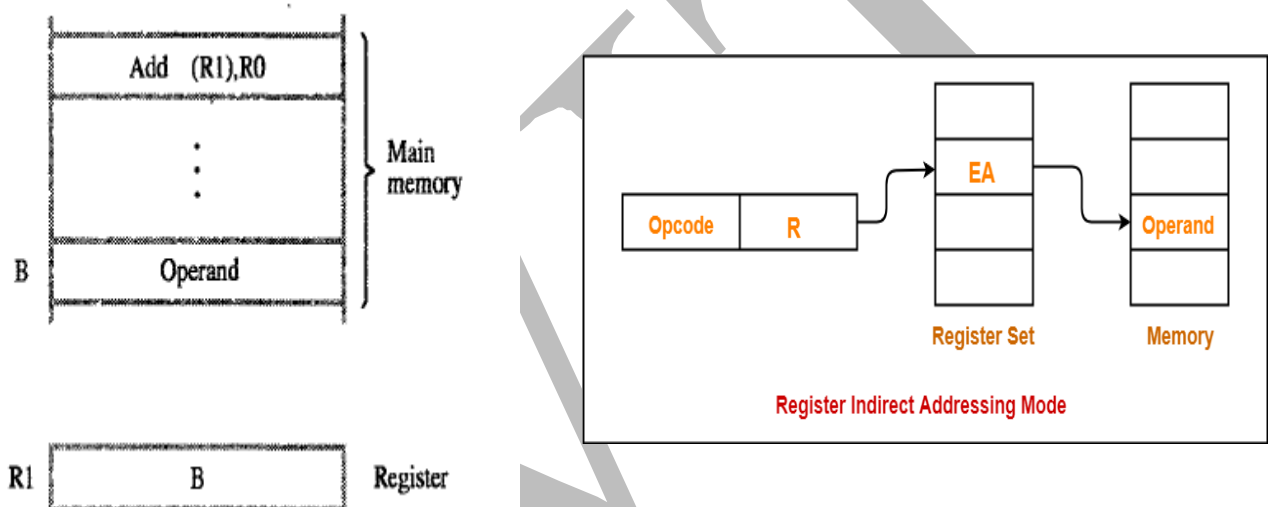 Add (R1),R0
Main
memory
B
Operand
R1
B
Register
Opcode
R
EA
Operand
Register Set
Memory
Register Indirect Addressing Mode